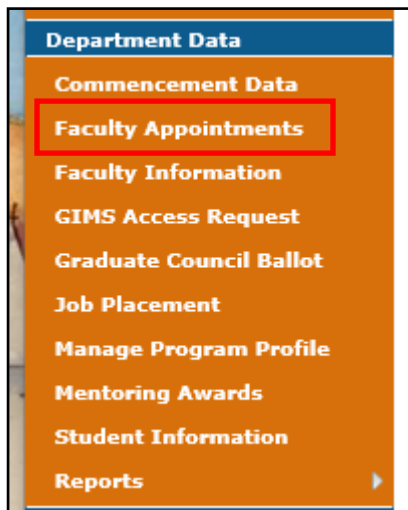 Department Data
Commencement Data
Faculty Appointments
Faculty Information
GIMS Access Request
Graduate Council Ballot
Job Placement
Manage Program Profile
Mentoring Awards
Student Information
Reports